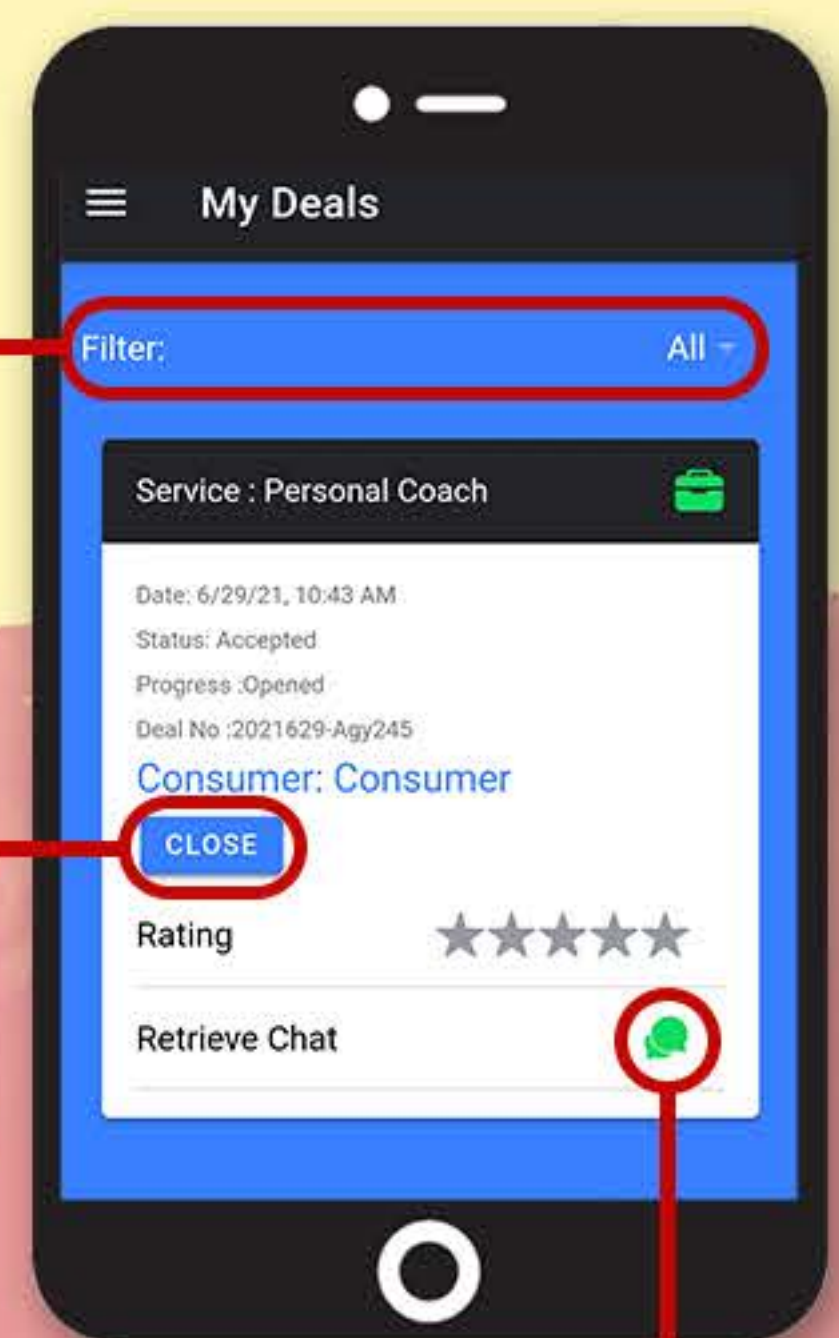 My Deals
Filter: All
Service : Personal Coach
Date: 6/29/21, 10:43 AM
Status: Accepted
Progress :Opened
Deal No :2021629-Agy245
Consumer: Consumer
CLOSE
Rating
Retrieve Chat